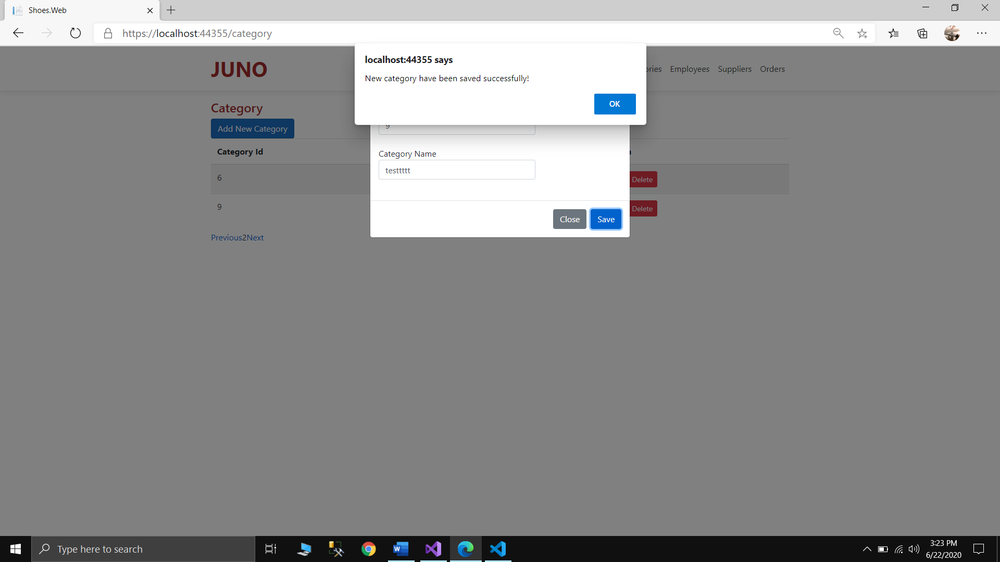 Shoes.Web
https://localhost:44355/category
localhost:44355 says
New category have been saved successfully!
OK
JUNO
Employees Suppliers Orders
Category
Add New Category
9
Category Id
Category Name
testtttt
6
Delete
9
Delete
Close Save
Previous2Next
Type here to search
3:23 PM
6/22/2020